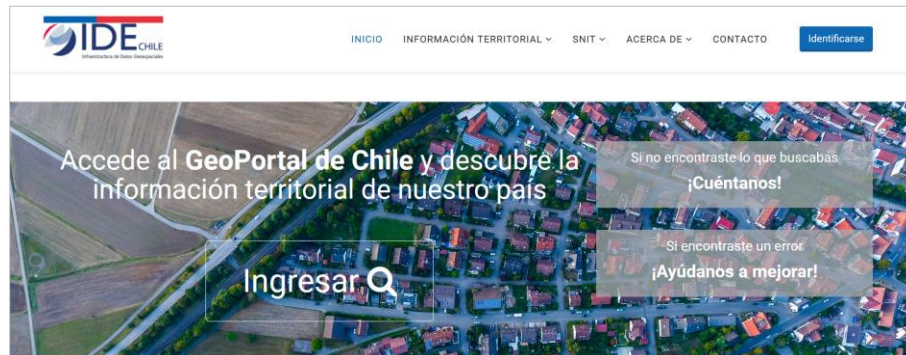 IDE CHILE
Infraestructura de Datos Geoespaciales
INICIO INFORMACIÓN TERRITORIAL SNIT ACERCA DE CONTACTO Identificarse
Accede al GeoPortal de Chile y descubre la
información territorial de nuestro país
Ingresar
Si no encontraste lo que buscabas
¡Cuéntanos!
Si encontraste un error
¡Ayúdanos a mejorar!